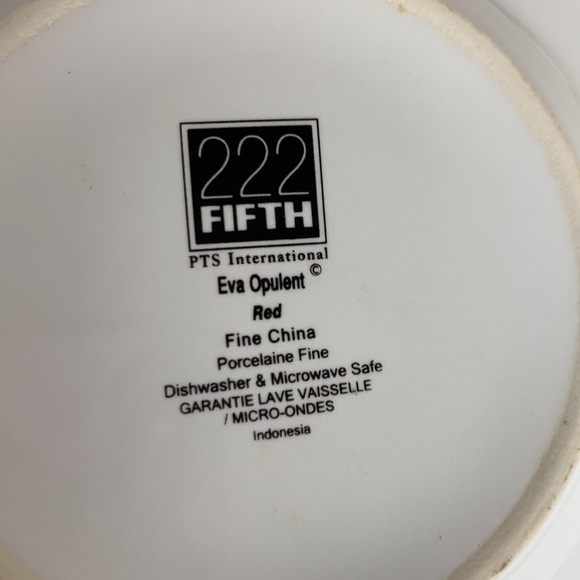 222
FIFTH
PTS International
Eva Opulent ©
Red
Fine China
Porcelaine Fine
Dishwasher & Microwave Safe
GARANTIE LAVE VAISSELLE
/ MICRO-ONDES
Indonesia